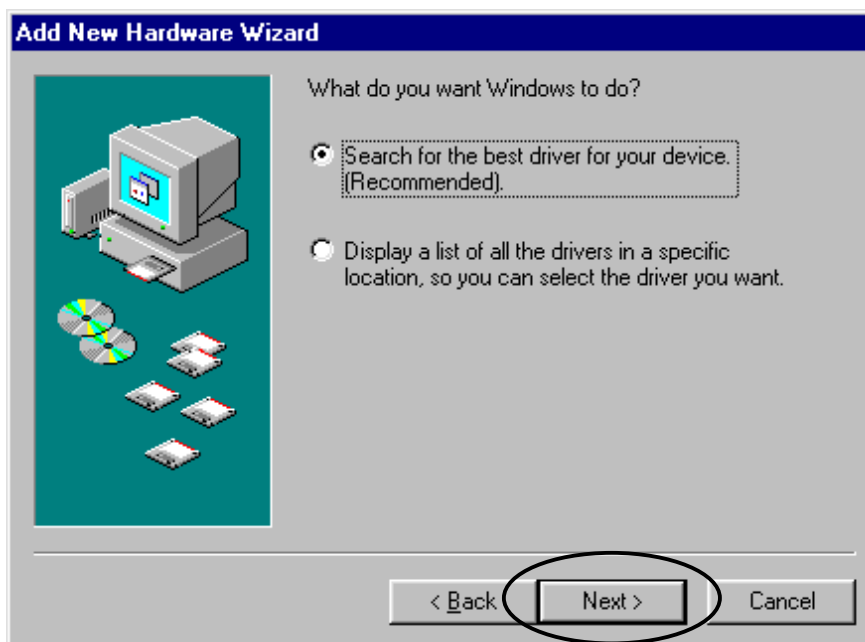 Add New Hardware Wizard
What do you want Windows to do?
Search for the best driver for your device.
(Recommended).
Display a list of all the drivers in a specific
location, so you can select the driver you want.
< Back
Next >
Cancel